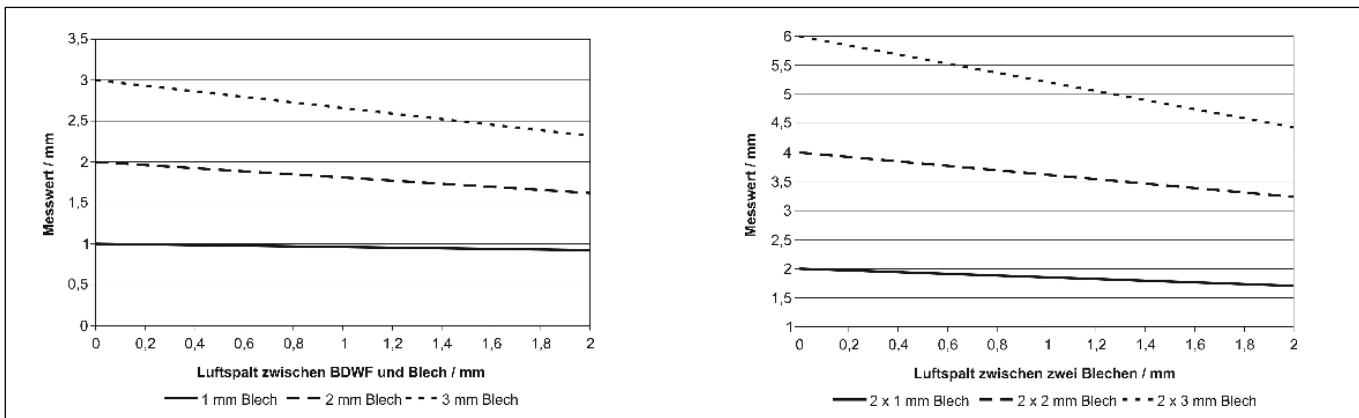 3,5
3
2,5
2
1,5
1
0,5
0
Messwert / mm
0 0,2 0,4 0,6 0,8 1 1,2 1,4 1,6 1,8 2
Luftspalt zwischen BDWF und Blech / mm
1 mm Blech 2 mm Blech 3 mm Blech
6
5,5
5
4,5
4
3,5
3
2,5
2
1,5
1
Messwert / mm
0 0,2 0,4 0,6 0,8 1 1,2 1,4 1,6 1,8 2
Luftspalt zwischen zwei Blechen / mm
2 x 1 mm Blech 2 x 2 mm Blech 2 x 3 mm Blech